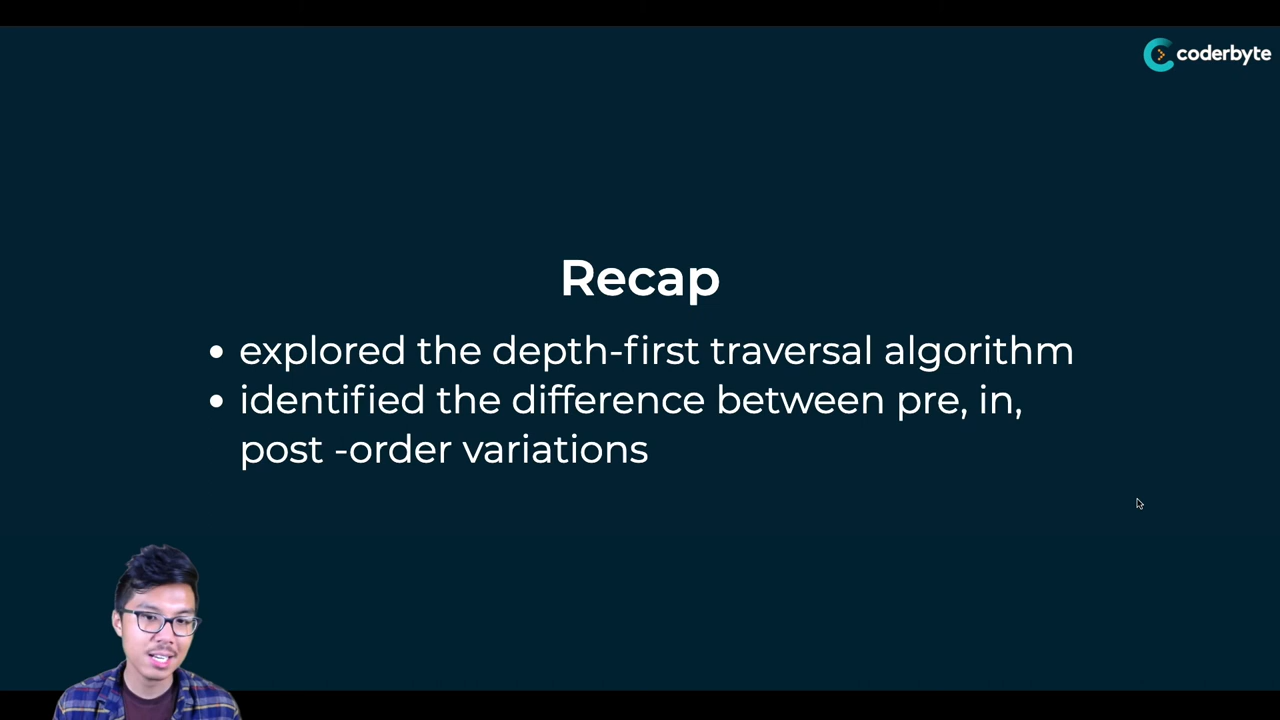 coderbyte
Recap
• explored the depth-first traversal algorithm
• identified the difference between pre, in,
post -order variations